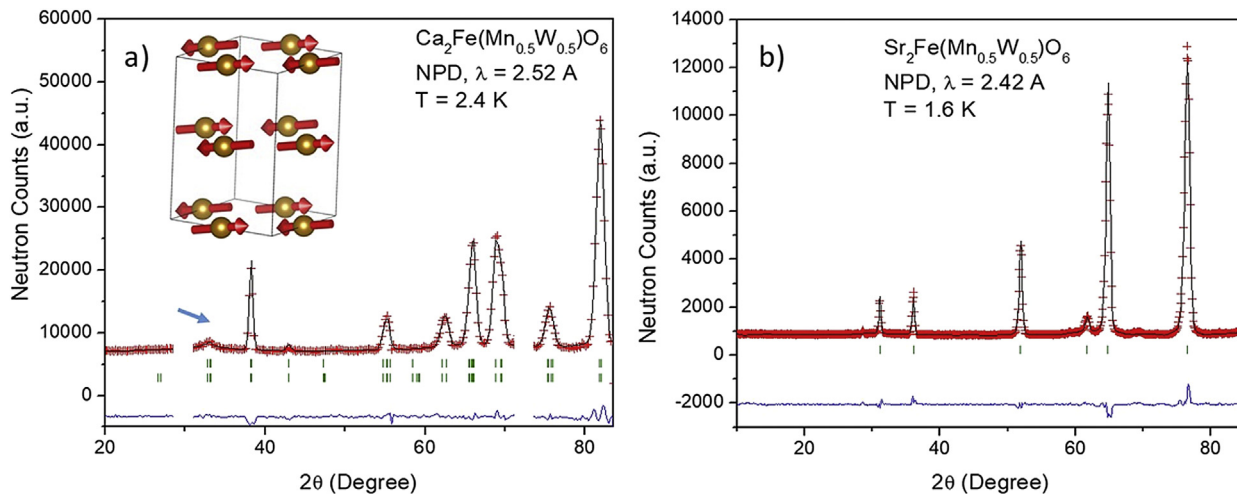 a)
Ca₂Fe(Mn₀.₅W₀.₅)O₆
NPD, λ = 2.52 A
T = 2.4 K
Neutron Counts (a.u.)
60000
50000
40000
30000
20000
10000
0
20 40 60 80
2θ (Degree)
b)
Sr₂Fe(Mn₀.₅W₀.₅)O₆
NPD, λ = 2.42 A
T = 1.6 K
Neutron Counts (a.u.)
14000
12000
10000
8000
6000
4000
2000
0
-2000
20 40 60 80
2θ (Degree)